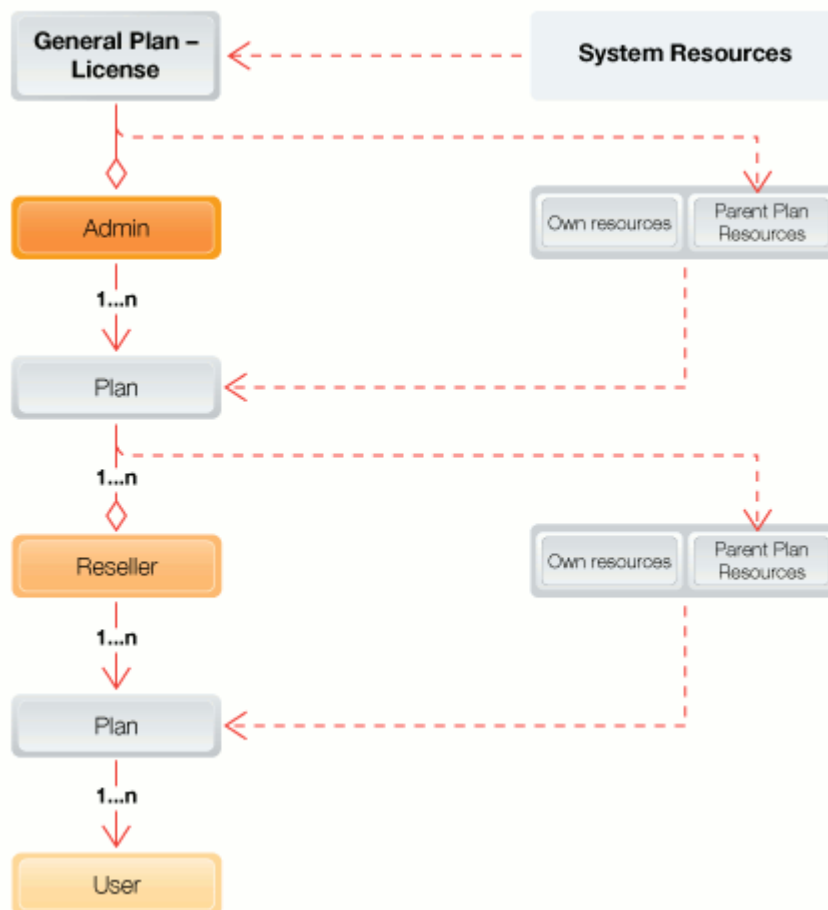 General Plan –
License
System Resources
Admin
Own resources
Parent Plan
Resources
1...n
Plan
1...n
Reseller
Own resources
Parent Plan
Resources
1...n
Plan
1...n
User